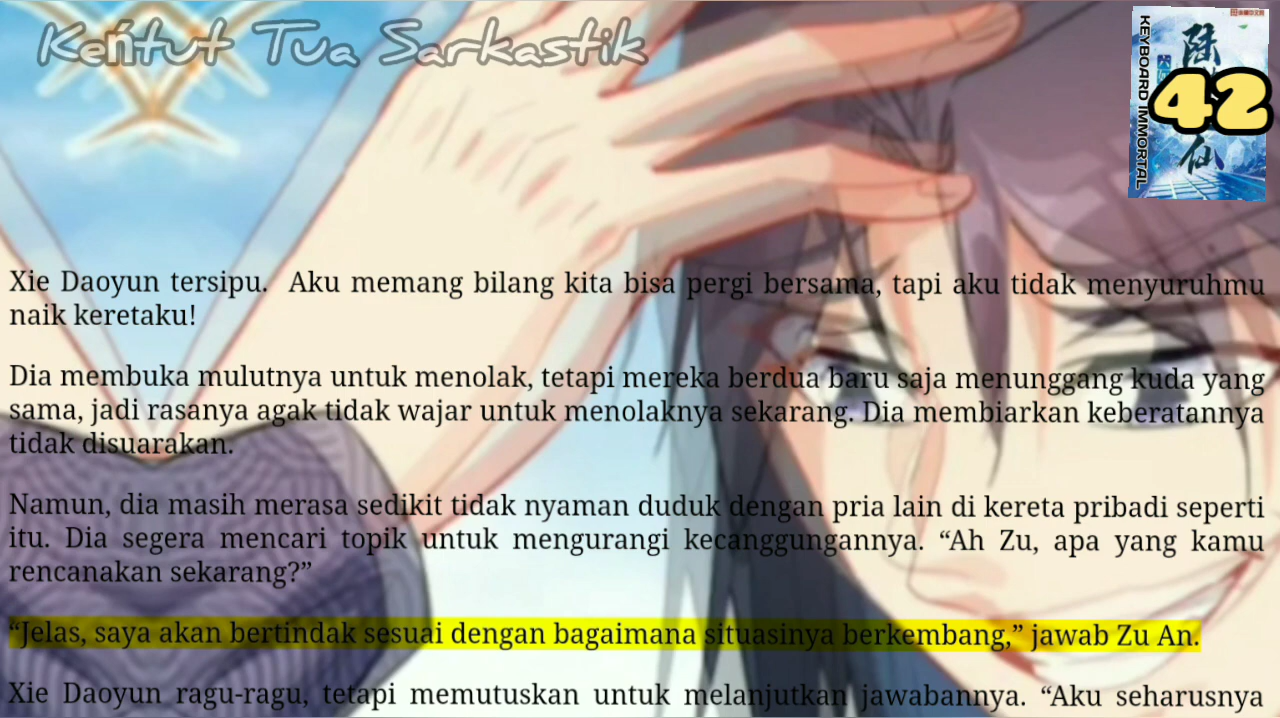 Kentut Tua Sarkastik
KEYBOARD IMMORTAL
42
Xie Daoyun tersipu.  Aku memang bilang kita bisa pergi bersama, tapi aku tidak menyuruhmu
naik keretaku!
Dia membuka mulutnya untuk menolak, tetapi mereka berdua baru saja menunggang kuda yang
sama, jadi rasanya agak tidak wajar untuk menolaknya sekarang. Dia membiarkan keberatannya
tidak disuarakan.
Namun, dia masih merasa sedikit tidak nyaman duduk dengan pria lain di kereta pribadi seperti
itu. Dia segera mencari topik untuk mengurangi kecanggungannya. “Ah Zu, apa yang kamu
rencanakan sekarang?”
“Jelas, saya akan bertindak sesuai dengan bagaimana situasinya berkembang,” jawab Zu An.
Xie Daoyun ragu-ragu, tetapi memutuskan untuk melanjutkan jawabannya. “Aku seharusnya